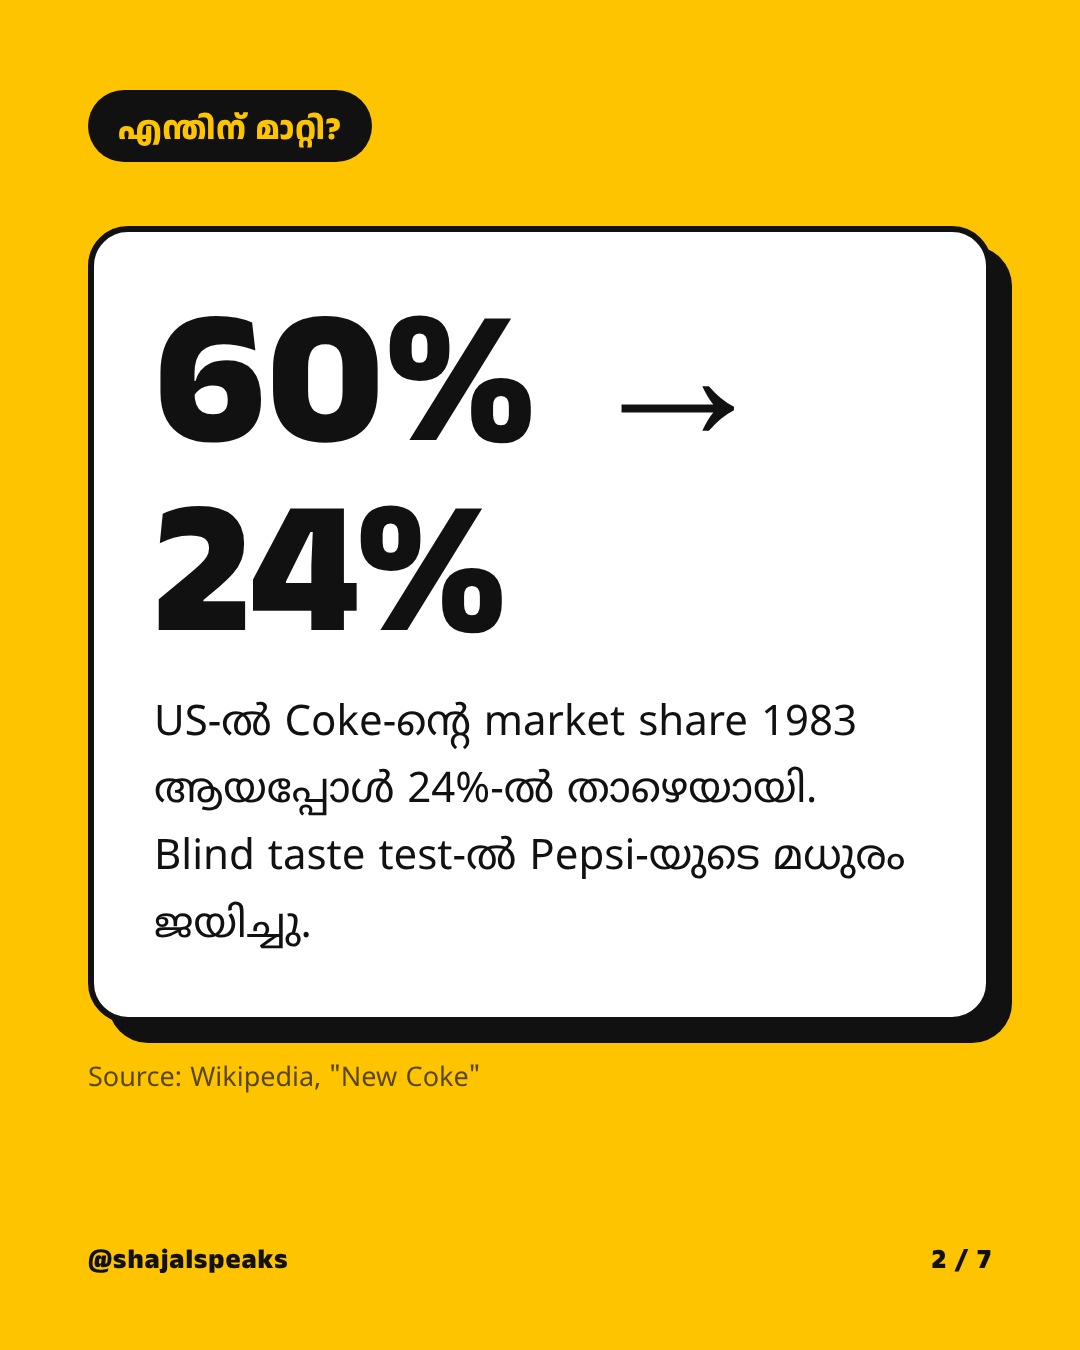 എന്തിന് മാറ്റി?
60% →
24%
US-ൽ Coke-ന്റെ market share 1983
ആയപ്പോൾ 24%-ൽ താഴെയായി.
Blind taste test-ൽ Pepsi-യുടെ മധുരം
ജയിച്ചു.
Source: Wikipedia, "New Coke"
@shajalspeaks
2 / 7